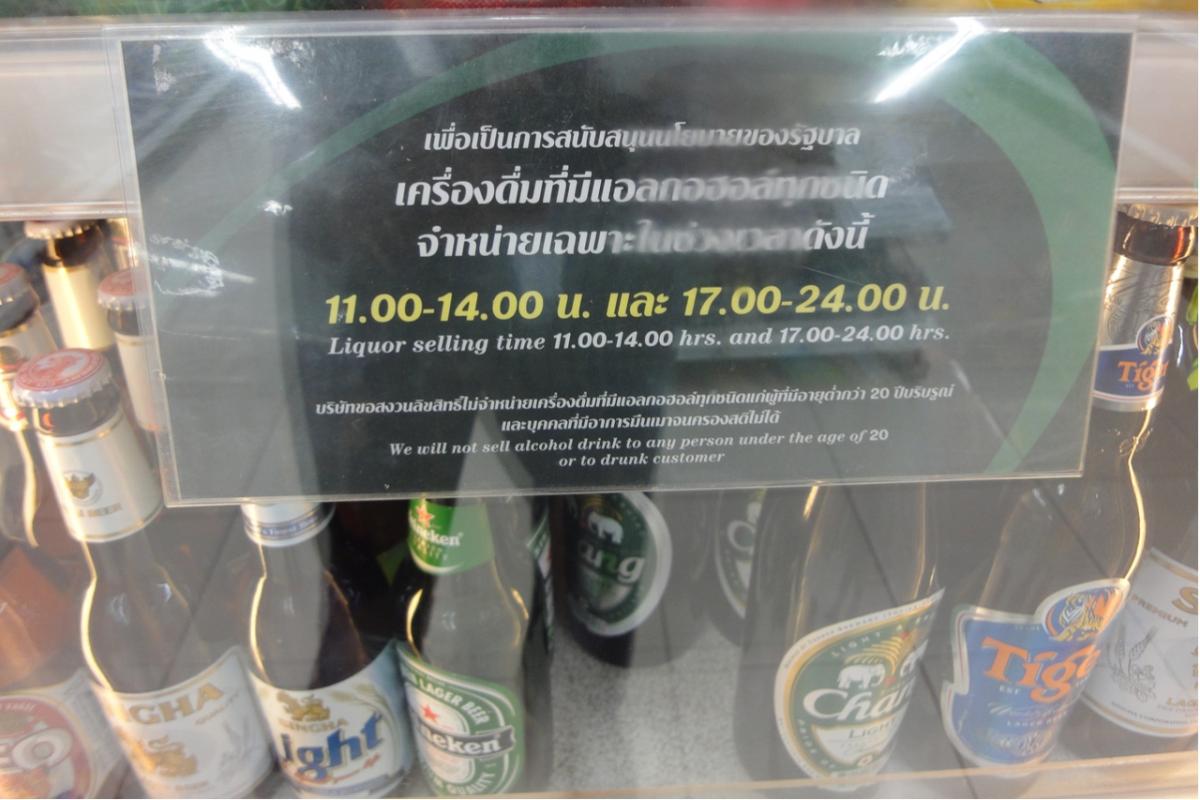 เพื่อเป็นการสนับสนุนนโยบายของรัฐบาล
เครื่องดื่มที่มีแอลกอฮอล์ทุกชนิด
จำหน่ายเฉพาะในช่วงเวลาดังนี้
11.00-14.00 น. และ 17.00-24.00 น.
Liquor selling time 11.00-14.00 hrs. and 17.00-24.00 hrs.
บริษัทขอสงวนลิขสิทธิ์ไม่จำหน่ายเครื่องดื่มที่มีแอลกอฮอล์ทุกชนิดแก่ผู้ที่มีอายุต่ำกว่า 20 ปีบริบูรณ์
และบุคคลที่มีอาการมึนเมาจนครองสติไม่ได้
We will not sell alcohol drink to any person under the age of 20
or to drunk customer
SINGHA
Light
LAGER BEER
QUALITY
Chang
LIGHT
EST
LAGER
PREMIUM